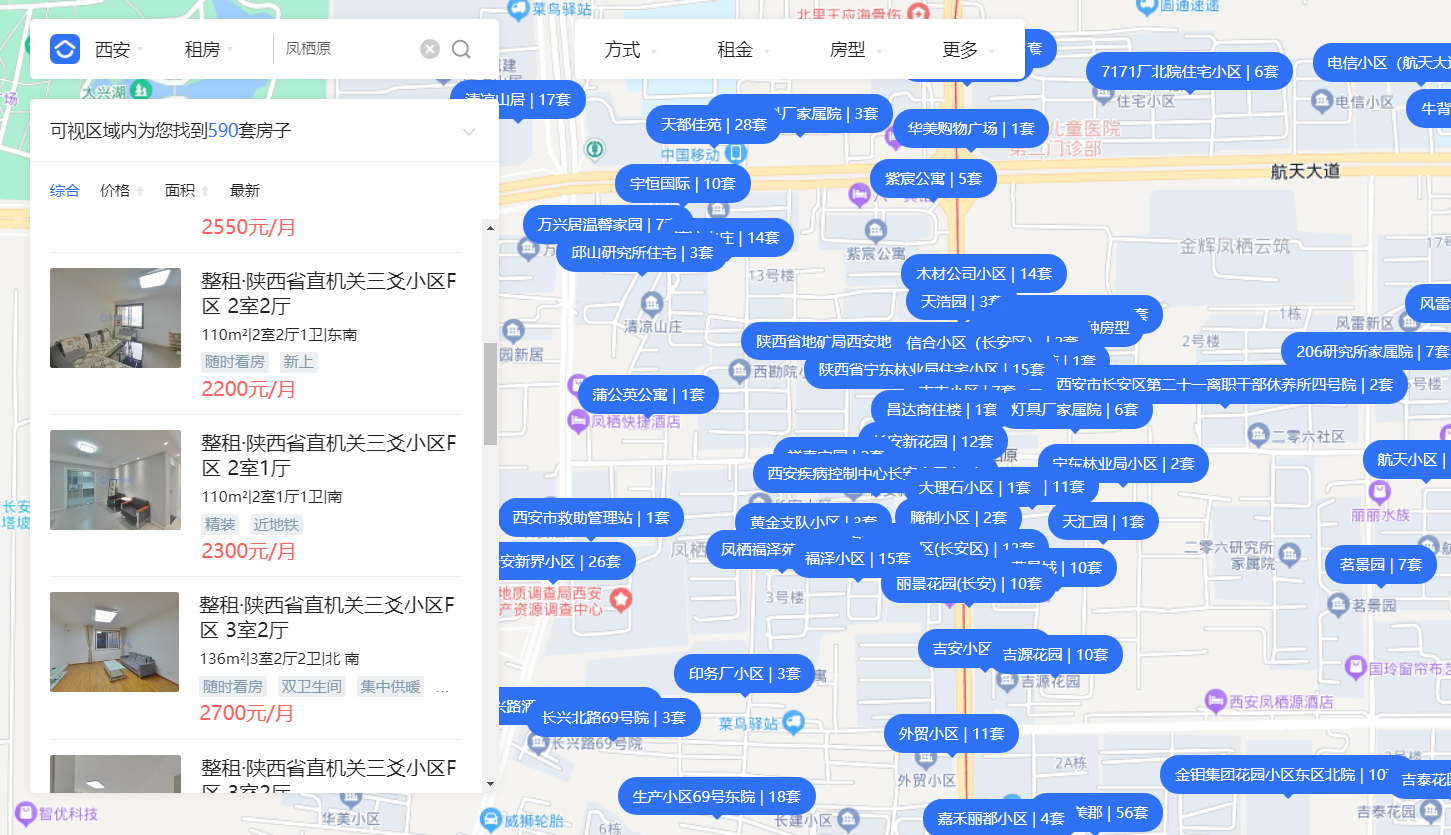 西安
租房
凤栖原
方式
租金
房型
更多
可视区域内为您找到590套房子
综合
价格
面积
最新
2550元/月
整租·陕西省直机关三爻小区F
区 2室2厅
110m²|2室2厅1卫|东南
随时看房
新上
2200元/月
整租·陕西省直机关三爻小区F
区 2室1厅
110m²|2室1厅1卫|南
精装
近地铁
2300元/月
整租·陕西省直机关三爻小区F
区 3室2厅
136m²|3室2厅2卫|北 南
随时看房
双卫生间
集中供暖
...
2700元/月
整租·陕西省直机关三爻小区F
区 3室2厅
菜鸟驿站
北里王应海骨伤
圆通速递
大兴湖
套
7171厂北院住宅小区 | 6套
电信小区（航天大
住宅小区
电信小区
清凉山居 | 17套
天都佳苑 | 28套
厂家属院 | 3套
华美购物广场 | 1套
儿童医院
门诊部
牛背
中国移动
航天大道
宇恒国际 | 10套
紫宸公寓 | 5套
万兴居温馨家园 | 7
山庄 | 14套
邱山研究所住宅 | 3套
紫宸公寓
金辉凤栖云筑
17号
13号楼
木材公司小区 | 14套
天浩园 | 3套
清凉山庄
园新居
套
钟房型
1栋
风雷新区
风雷
2号楼
陕西省地矿局西安地
信合小区（长安区） | 2套
206研究所家属院 | 7套
陕西省宁东林业局住宅小区 | 15套
| 1套
西勘院小区
西安市长安区第二十一离职干部休养所四号院 | 2套
号楼
蒲公英公寓 | 1套
凤栖快捷酒店
昌达商住楼 | 1套
灯具厂家属院 | 6套
长安新花园 | 12套
二零六社区
原
西安疾病控制中心长安
宁东林业局小区 | 2套
航天小区 |
大理石小区 | 1套
| 11套
丽丽水族
长安
塔坡
西安市救助管理站 | 1套
黄金支队小区 | 3套
腌制小区 | 2套
天汇园 | 1套
凤栖
凤栖福泽苑
区(长安区) | 12套
安新界小区 | 26套
福泽小区 | 15套
| 10套
二零六研究所
家属院
茗景园 | 7套
丽景花园(长安) | 10套
地质调查局西安
产资源调查中心
3号楼
茗景园
吉安小区
吉源花园 | 10套
吉源花园
印务厂小区 | 3套
国玲窗帘布艺
西安凤栖源酒店
兴路
长兴北路69号院 | 3套
长兴北路69号院
菜鸟驿站
外贸小区 | 11套
外贸小区
2A栋
2号楼
金钼集团花园小区东区北院 | 10
吉泰花
生产小区69号东院 | 18套
智优科技
华美小区
威狮轮胎
6栋
长建小区
嘉禾丽都小区 | 4套
美郡 | 56套
吉泰花园